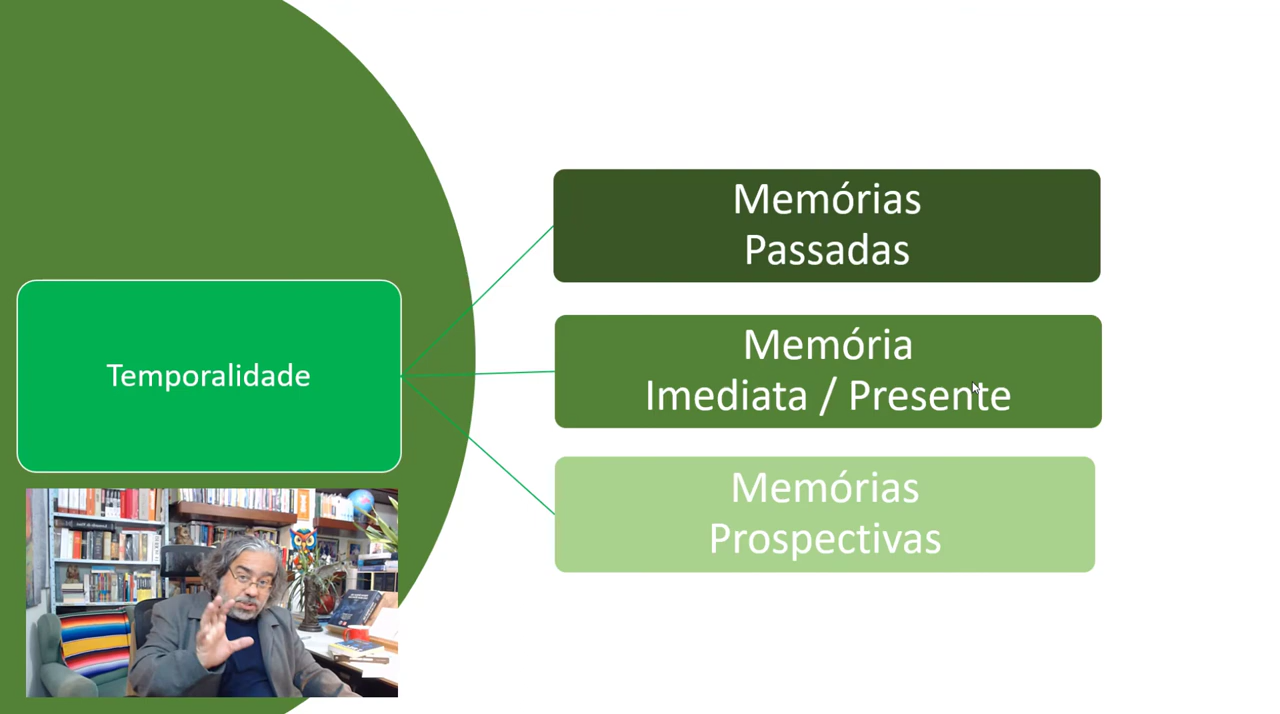 Temporalidade
Memórias
Passadas
Memória
Imediata / Presente
Memórias
Prospectivas